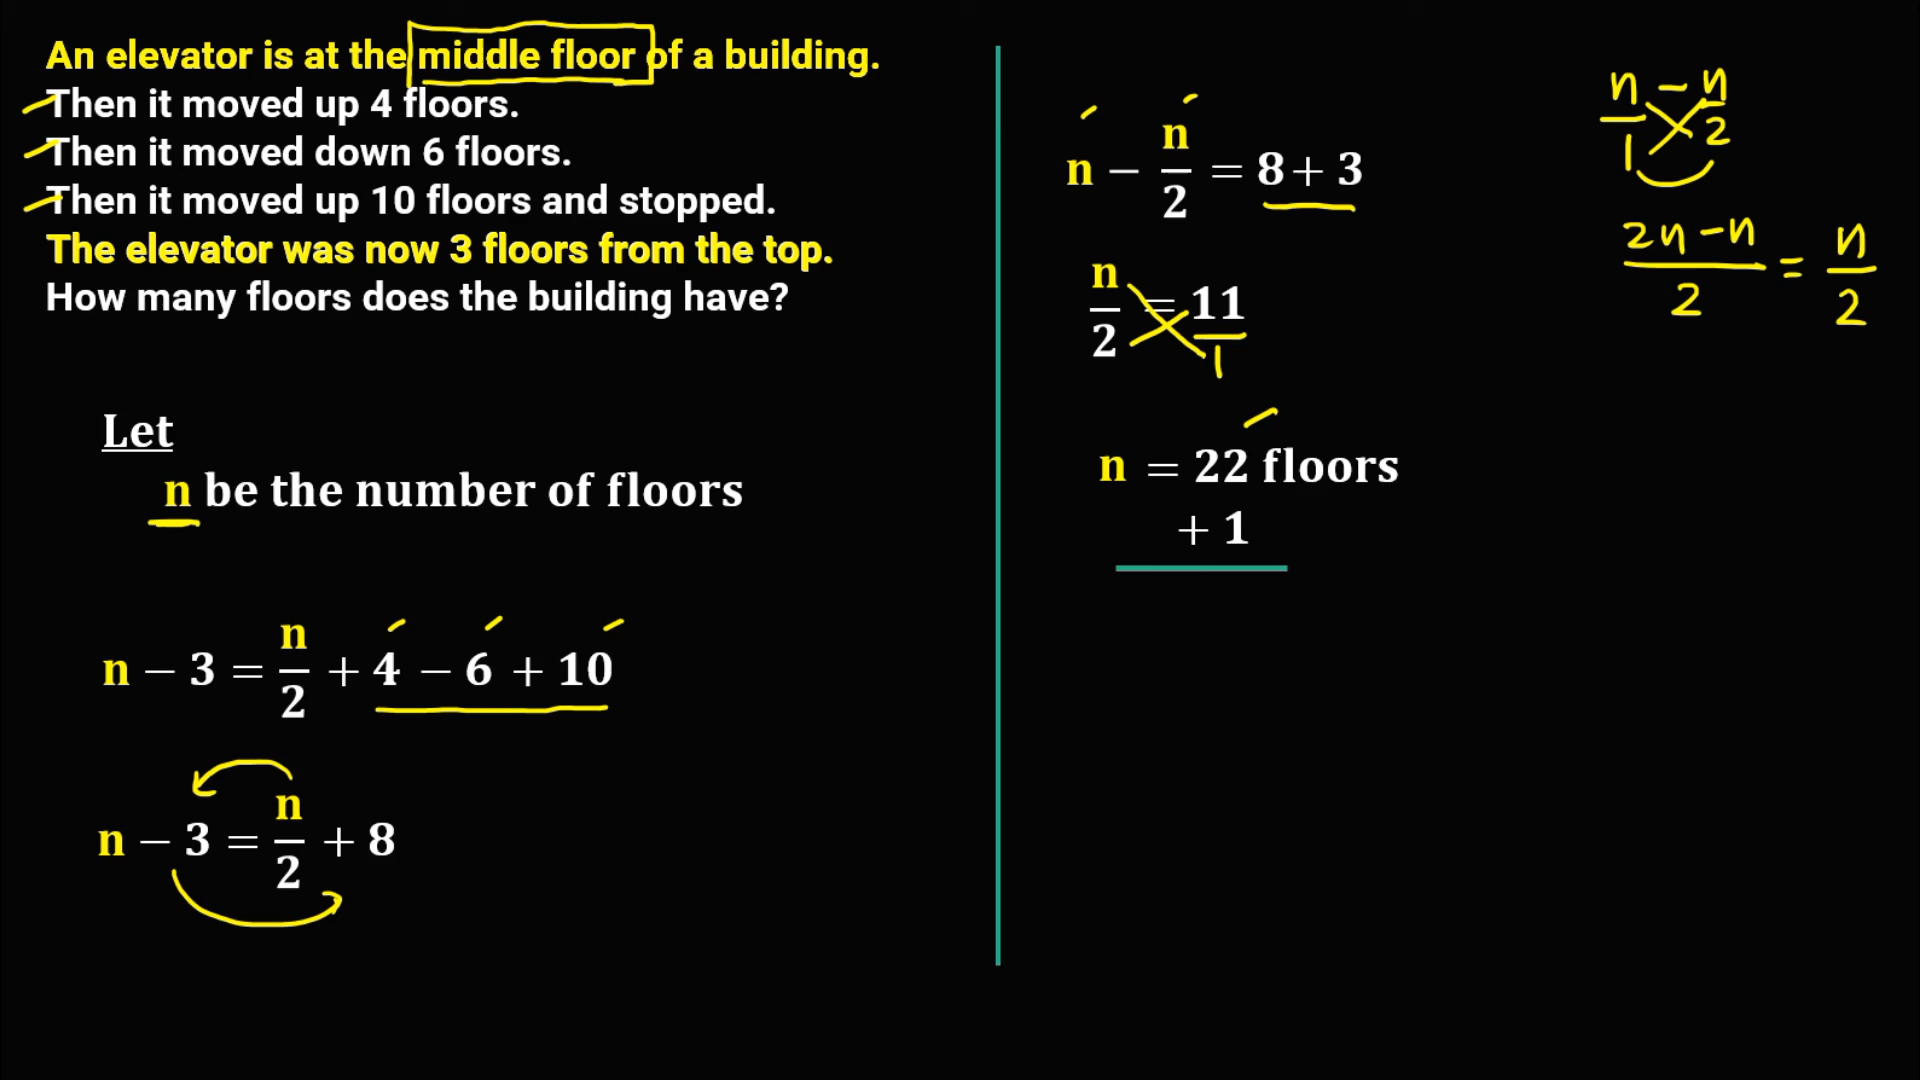 An elevator is at the middle floor of a building.
Then it moved up 4 floors.
Then it moved down 6 floors.
Then it moved up 10 floors and stopped.
The elevator was now 3 floors from the top.
How many floors does the building have?
Let
n be the number of floors
n − 3 = n/2 + 4 − 6 + 10
n − 3 = n/2 + 8
n − n/2 = 8 + 3
n/2 = 11/1
n = 22 floors
+ 1
n/1 − n/2
2n − n/2 = n/2